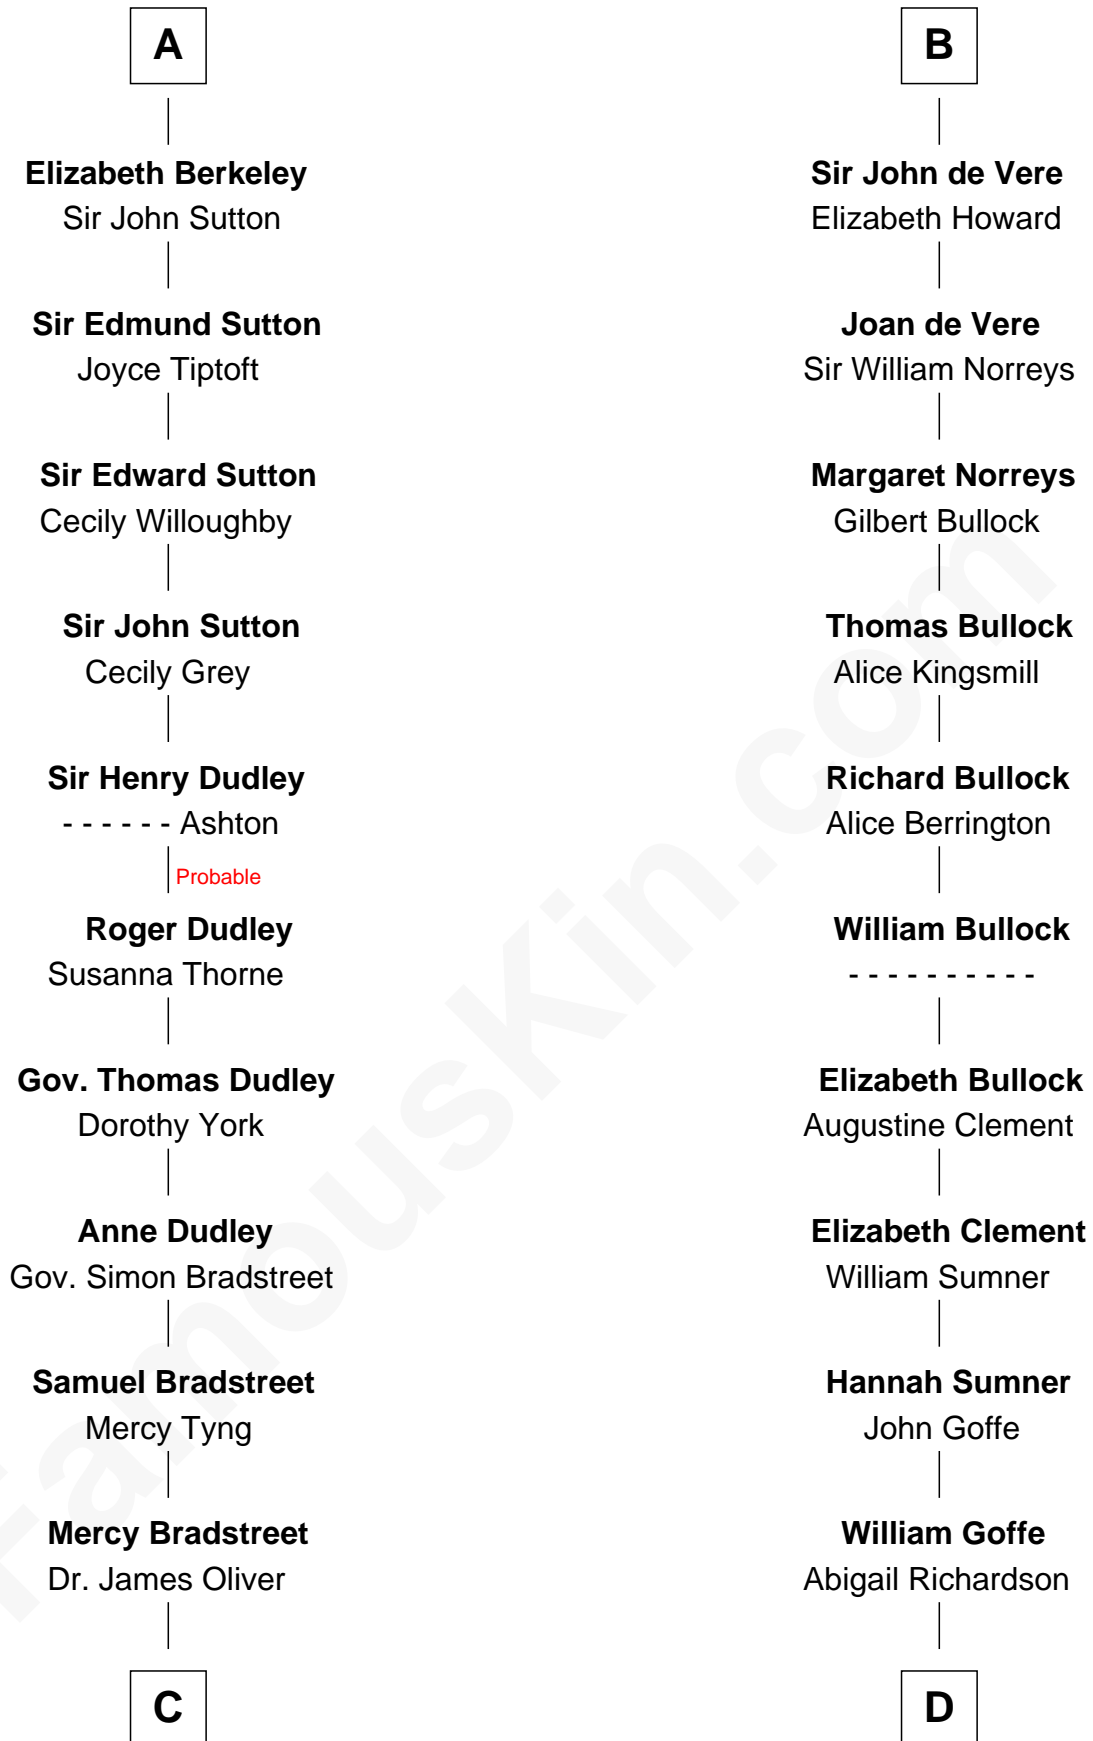 A
Elizabeth Berkeley
Sir John Sutton
Sir Edmund Sutton
Joyce Tiptoft
Sir Edward Sutton
Cecily Willoughby
Sir John Sutton
Cecily Grey
Sir Henry Dudley
- - - - - - Ashton
Probable
Roger Dudley
Susanna Thorne
Gov. Thomas Dudley
Dorothy York
Anne Dudley
Gov. Simon Bradstreet
Samuel Bradstreet
Mercy Tyng
Mercy Bradstreet
Dr. James Oliver
C
B
Sir John de Vere
Elizabeth Howard
Joan de Vere
Sir William Norreys
Margaret Norreys
Gilbert Bullock
Thomas Bullock
Alice Kingsmill
Richard Bullock
Alice Berrington
William Bullock
- - - - - - - - - -
Elizabeth Bullock
Augustine Clement
Elizabeth Clement
William Sumner
Hannah Sumner
John Goffe
William Goffe
Abigail Richardson
D
FamousKin.com